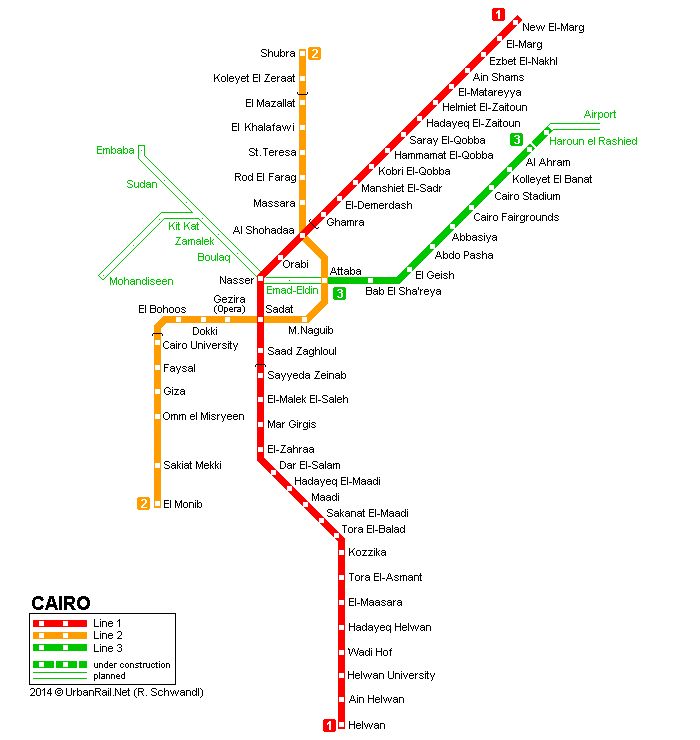 1
New El-Marg
El-Marg
Ezbet El-Nakhl
Ain Shams
El-Matareyya
Helmiet El-Zaitoun
Hadayeq El-Zaitoun
Saray El-Qobba
Hammamat El-Qobba
Kobri El-Qobba
Manshiet El-Sadr
El-Demerdash
Ghamra
Shubra
2
Koleyet El Zeraat
El Mazallat
El Khalafawi
St.Teresa
Rod El Farag
Massara
Al Shohadaa
Airport
3
Haroun el Rashied
Al Ahram
Kolleyet El Banat
Cairo Stadium
Cairo Fairgrounds
Abbasiya
Abdo Pasha
El Geish
Bab El Sha'reya
Embaba
Sudan
Kit Kat
Zamalek
Boulaq
Mohandiseen
Orabi
Nasser
Attaba
Emad-Eldin
3
El Bohoos
Gezira
(Opera)
Sadat
Dokki
M.Naguib
Cairo University
Faysal
Giza
Omm el Misryeen
Sakiat Mekki
2
El Monib
Saad Zaghloul
Sayyeda Zeinab
El-Malek El-Saleh
Mar Girgis
El-Zahraa
Dar El-Salam
Hadayeq El-Maadi
Maadi
Sakanat El-Maadi
Tora El-Balad
Kozzika
Tora El-Asmant
El-Maasara
Hadayeq Helwan
Wadi Hof
Helwan University
Ain Helwan
1
Helwan
CAIRO
Line 1
Line 2
Line 3
under construction
planned
2014 © UrbanRail.Net (R. Schwandl)